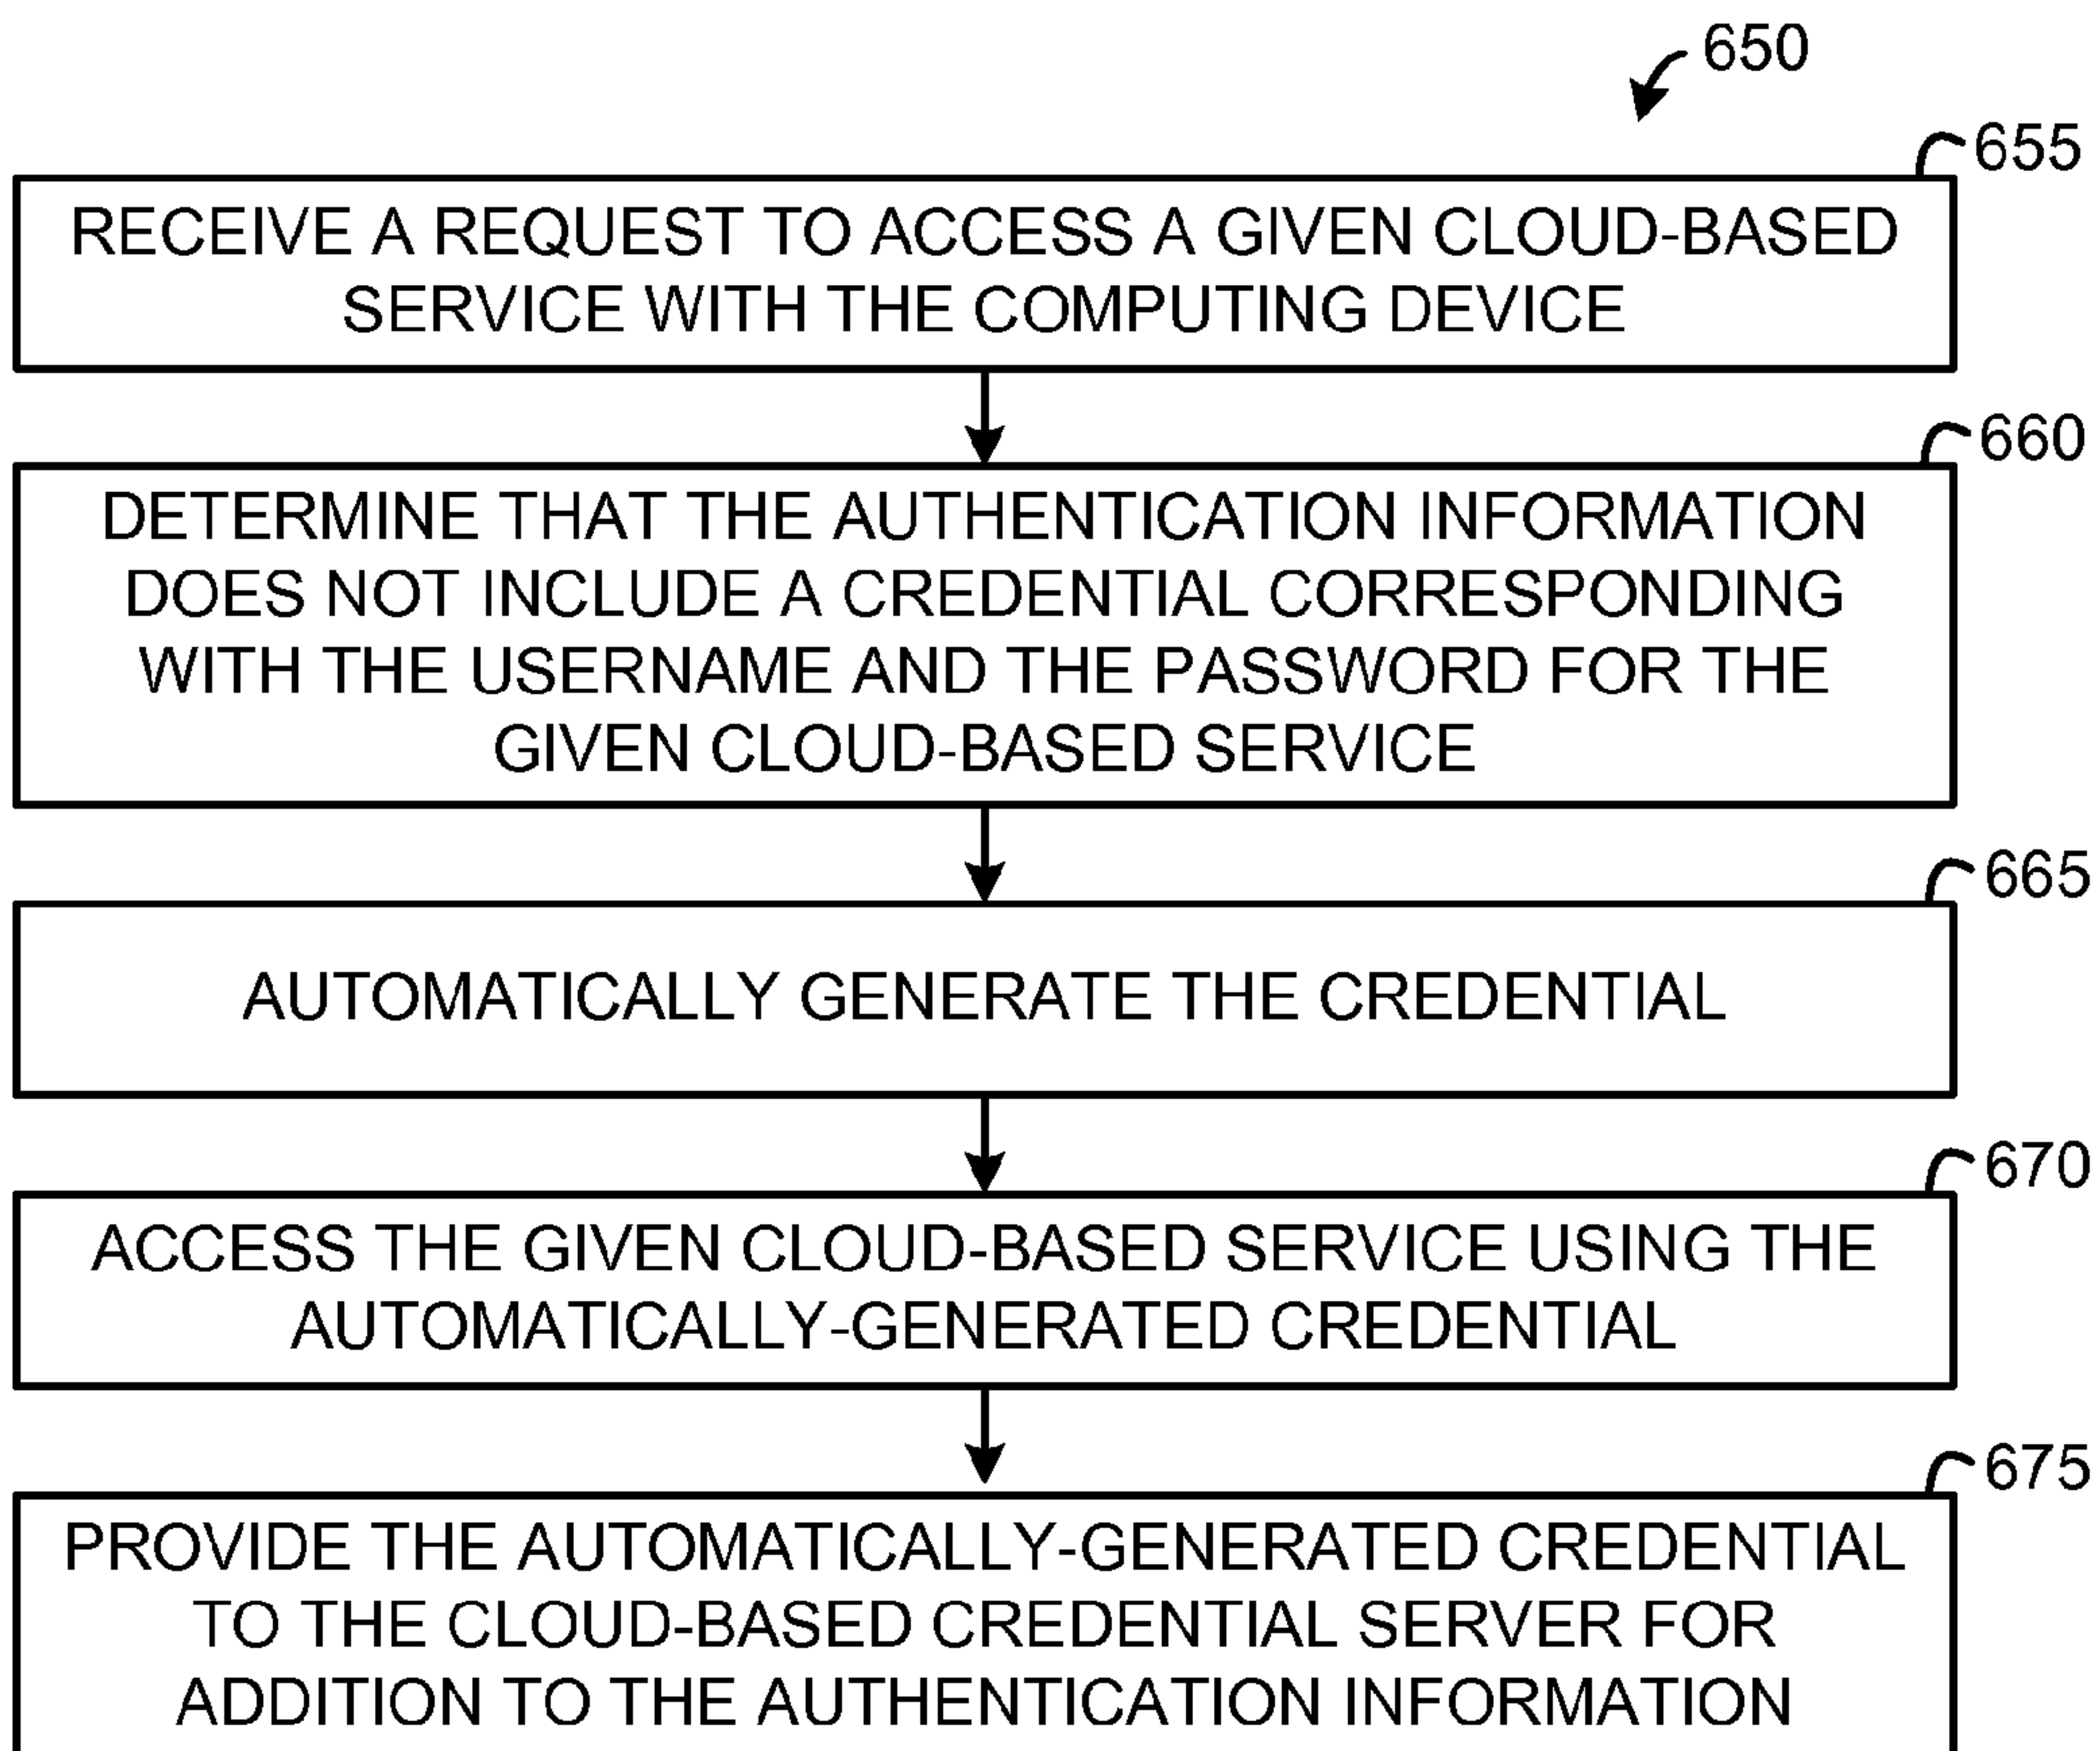 650
655
RECEIVE A REQUEST TO ACCESS A GIVEN CLOUD-BASED
SERVICE WITH THE COMPUTING DEVICE
660
DETERMINE THAT THE AUTHENTICATION INFORMATION
DOES NOT INCLUDE A CREDENTIAL CORRESPONDING
WITH THE USERNAME AND THE PASSWORD FOR THE
GIVEN CLOUD-BASED SERVICE
665
AUTOMATICALLY GENERATE THE CREDENTIAL
670
ACCESS THE GIVEN CLOUD-BASED SERVICE USING THE
AUTOMATICALLY-GENERATED CREDENTIAL
675
PROVIDE THE AUTOMATICALLY-GENERATED CREDENTIAL
TO THE CLOUD-BASED CREDENTIAL SERVER FOR
ADDITION TO THE AUTHENTICATION INFORMATION